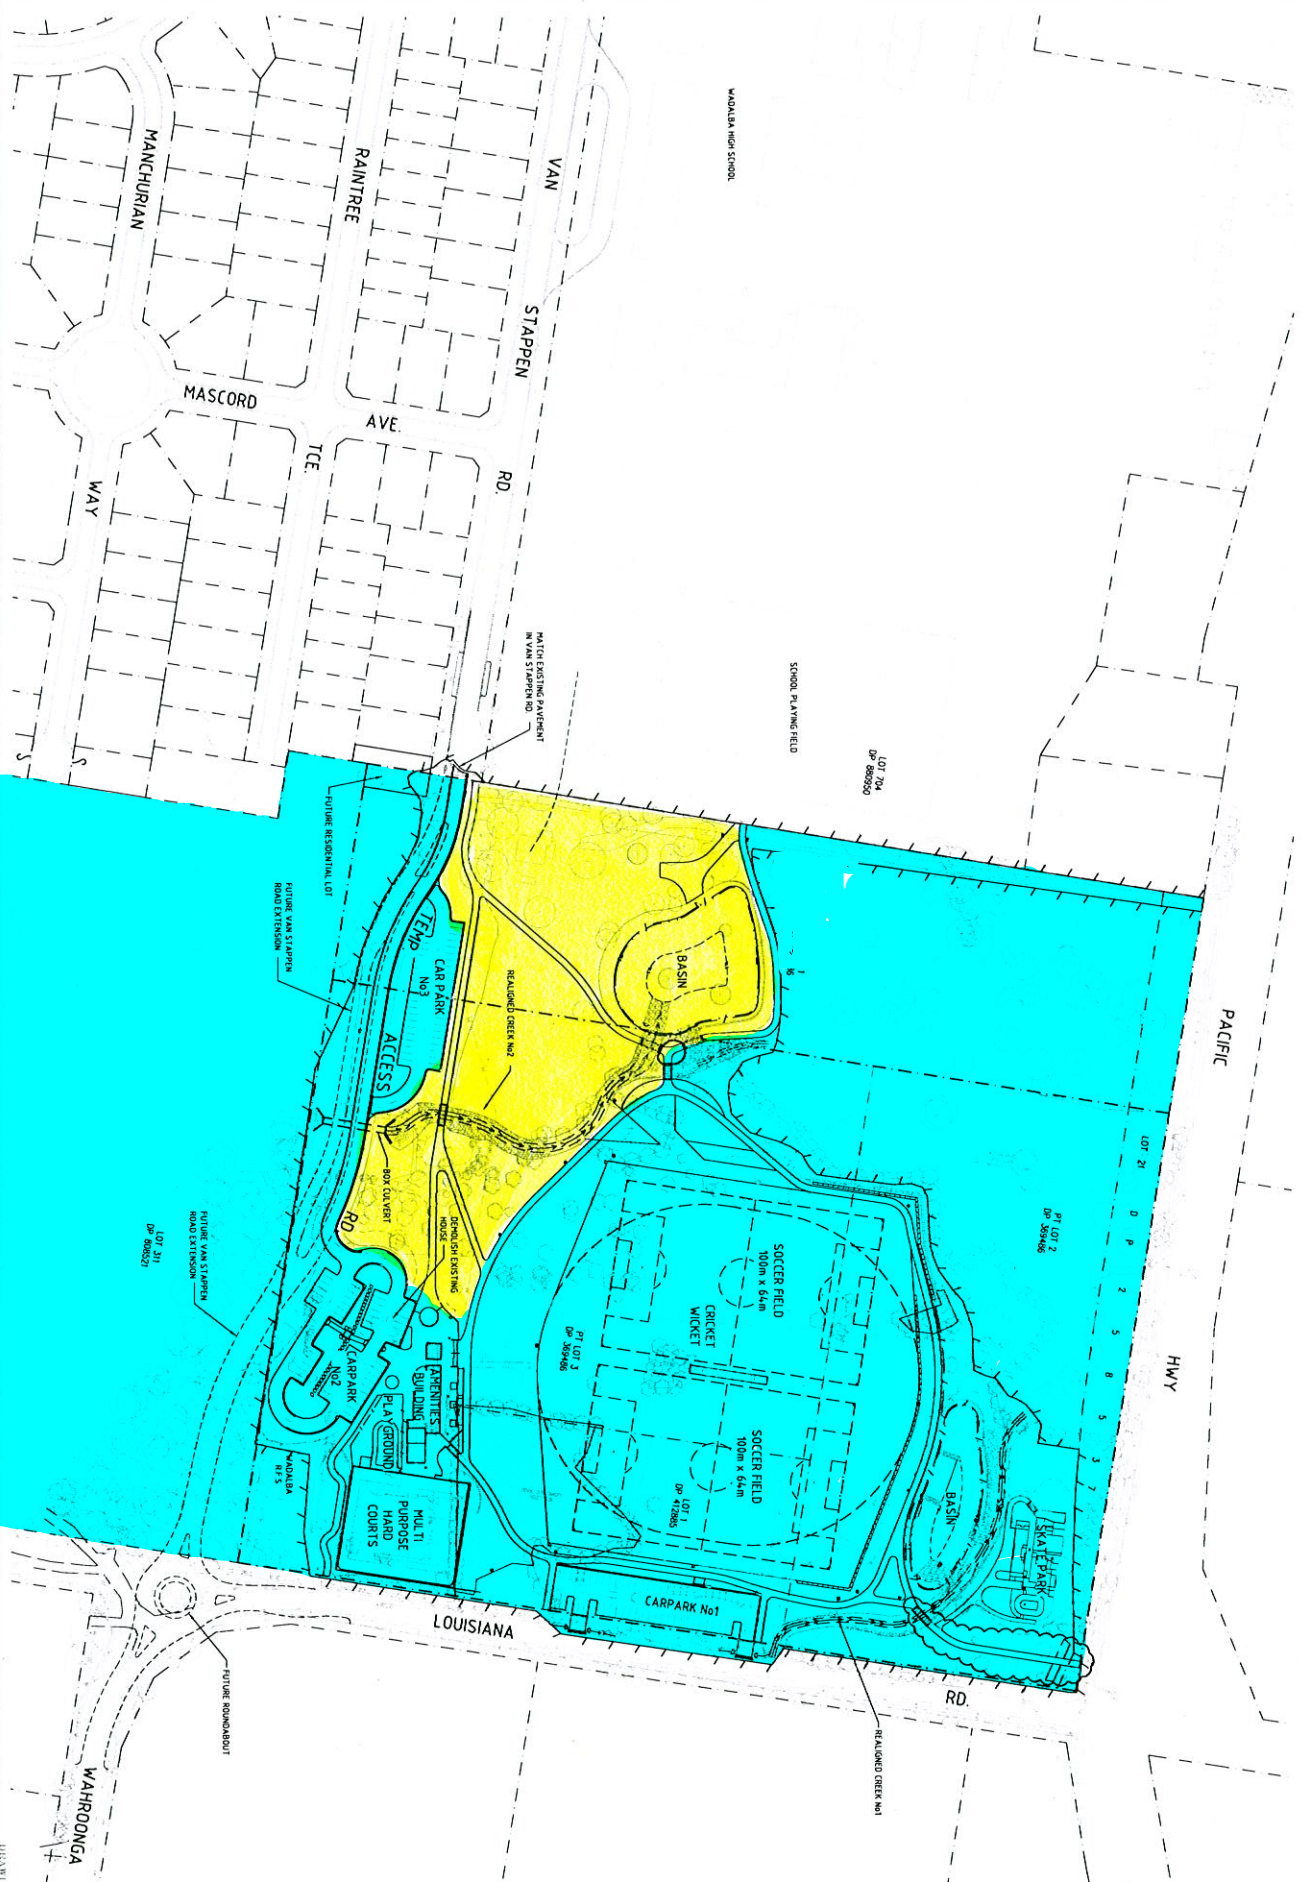 WADALBA HIGH SCHOOL
MANCHURIAN
WAY
RAINTREE
TCE.
VAN
STAPPEN
RD.
MASCORD
AVE.
MATCH EXISTING PAVEMENT
IN VAN STAPPEN RD.
SCHOOL PLAYING FIELD
LOT 704
DP 880950
PACIFIC
HWY
FUTURE RESIDENTIAL LOT
FUTURE VAN STAPPEN
ROAD EXTENSION
TEMP
ACCESS
RD
CAR PARK
No3
REALIGNED CREEK No2
BASIN
16
LOT 21 D P 2 5 8 5 3 7
PT LOT 2
DP 369486
BOX CULVERT
DEMOLISH EXISTING
HOUSE
LOT 311
DP 808521
FUTURE VAN STAPPEN
ROAD EXTENSION
SOCCER FIELD
100m x 64m
CRICKET
WICKET
PT LOT 3
DP 369486
SOCCER FIELD
100m x 64m
LOT 1
DP 412885
CARPARK
No2
AMENITIES
BUILDING
PLAYGROUND
WADALBA
R.F.S
MULTI
PURPOSE
HARD
COURTS
BASIN
SKATE PARK
CARPARK No1
LOUISIANA
RD.
FUTURE ROUNDABOUT
REALIGNED CREEK No1
WAHROONGA